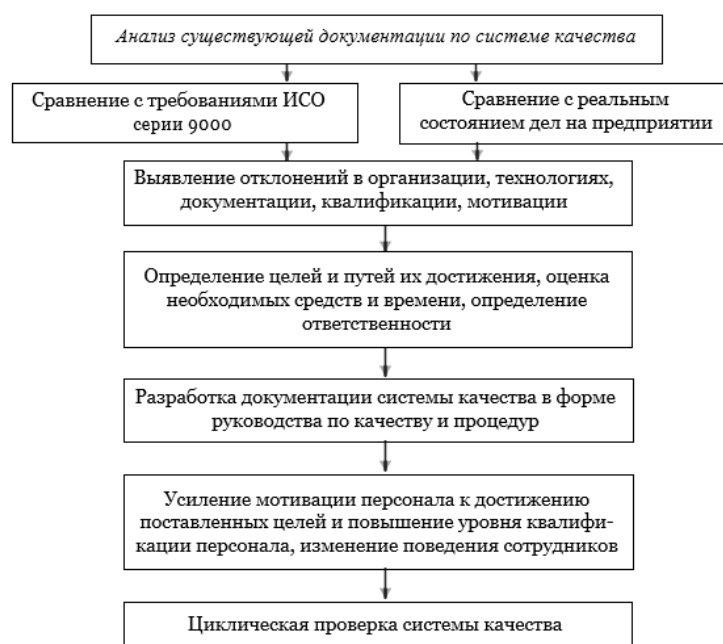 Анализ существующей документации по системе качества
Сравнение с требованиями ИСО
серии 9000
Сравнение с реальным
состоянием дел на предприятии
Выявление отклонений в организации, технологиях,
документации, квалификации, мотивации
Определение целей и путей их достижения, оценка
необходимых средств и времени, определение
ответственности
Разработка документации системы качества в форме
руководства по качеству и процедур
Усиление мотивации персонала к достижению
поставленных целей и повышение уровня квалифи-
кации персонала, изменение поведения сотрудников
Циклическая проверка системы качества